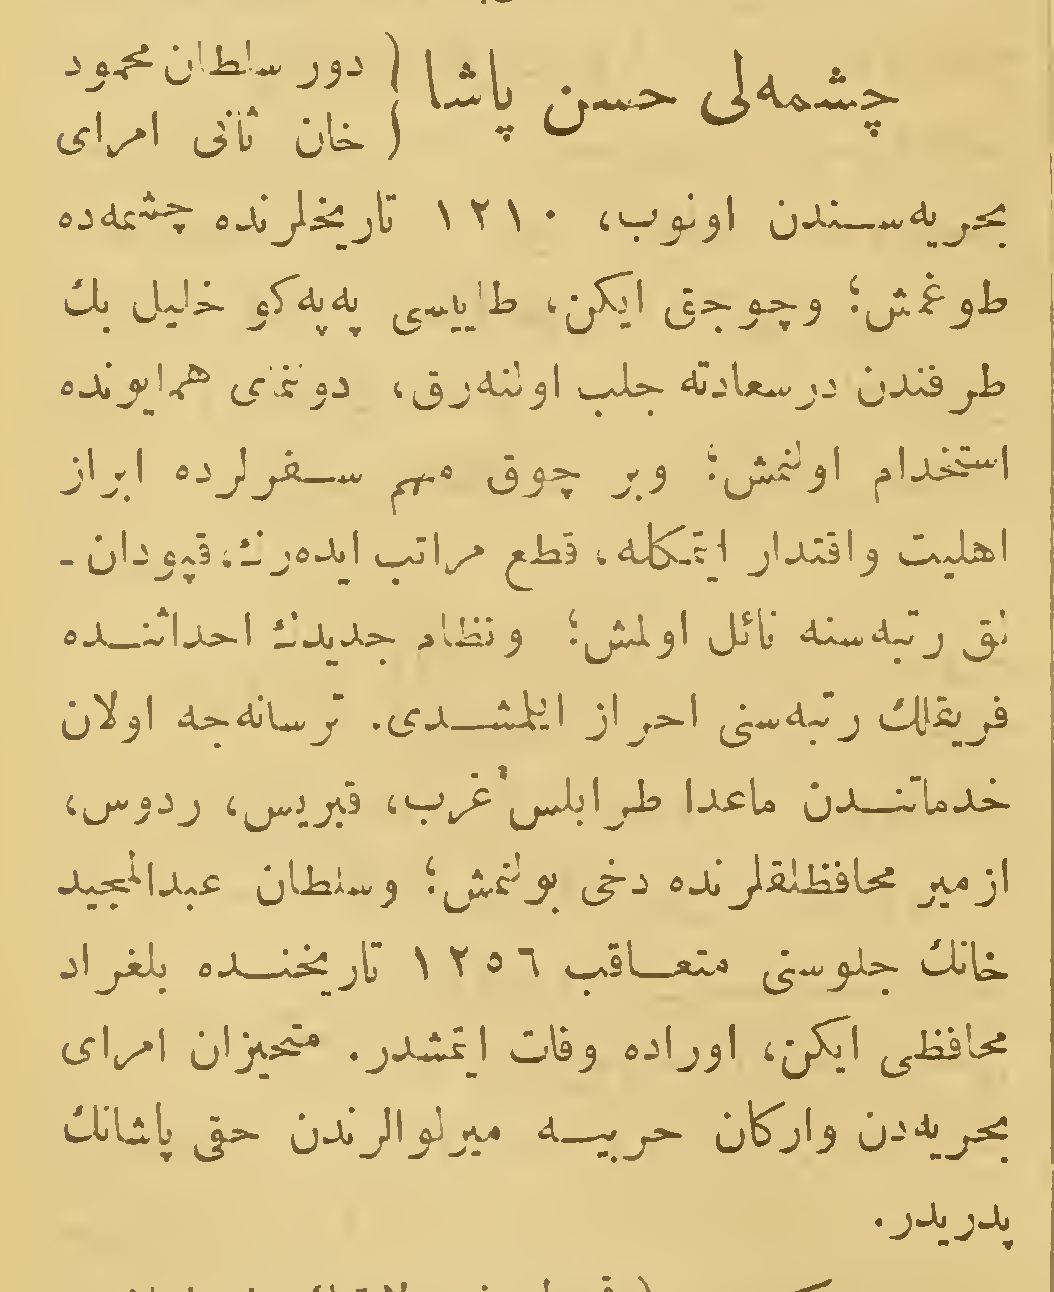 چشمه‌لی حسن پاشا (دور سلطان محمود
(خان ثانی امرای
بحریه‌سندن اونوب، ١٢١٠ تاریخلرنده چشمه‌ده
طوغمش؛ وچوجق ایکن، طاییسی په‌په‌کو خلیل بك
طرفندن درسعادته جلب اولنه‌رق، دوننمای همایونده
استخدام اولنمش؛ وبر چوق مهم سفرلرده ابراز
اهلیت واقتدار ایتمکله، قطع مراتب ایده‌رك، قپودان -
لق رتبه‌سنه نائل اولمش؛ ونظام جدیدك احداثنده
فریقلك رتبه‌سنی احراز ایلمشدی. ترسانه‌جه اولان
خدماتندن ماعدا طرابلس غرب، قبریس، ردوس،
ازمیر محافظلقلرنده دخی بولنمش؛ وسلطان عبدالمجید
خانك جلوسنی متعاقب ١٢٥٦ تاریخنده بلغراد
محافظی ایکن، اوراده وفات ایتمشدر. متحیزان امرای
بحریه‌دن وارکان حربیه میرلوالرندن حقی پاشانك
پدریدر.